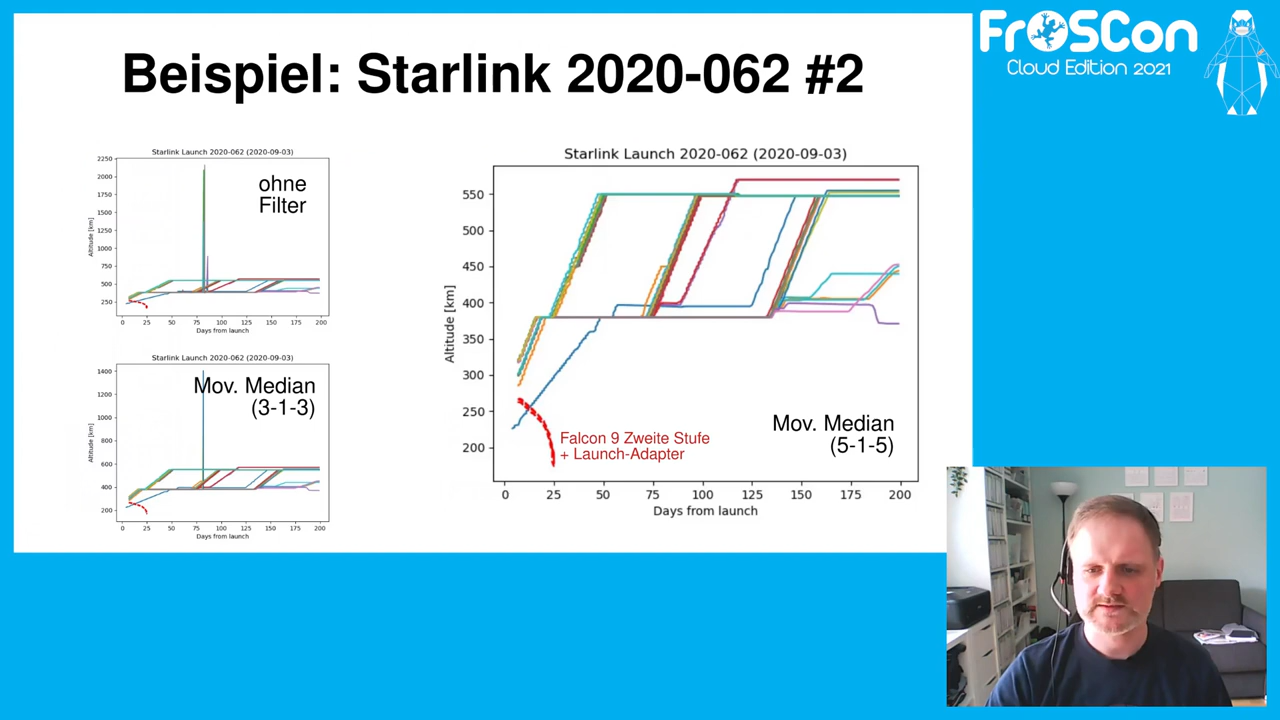 Beispiel: Starlink 2020-062 #2
FrOSCon
Cloud Edition 2021
Starlink Launch 2020-062 (2020-09-03)
ohne
Filter
2250
2000
1750
1500
1250
1000
750
500
250
Altitude [km]
0 25 50 75 100 125 150 175 200
Days from launch
Starlink Launch 2020-062 (2020-09-03)
Mov. Median
(3-1-3)
1400
1200
1000
800
600
400
200
Altitude [km]
0 25 50 75 100 125 150 175 200
Days from launch
Starlink Launch 2020-062 (2020-09-03)
550
500
450
400
350
300
250
200
Altitude [km]
Falcon 9 Zweite Stufe
+ Launch-Adapter
Mov. Median
(5-1-5)
0 25 50 75 100 125 150 175 200
Days from launch